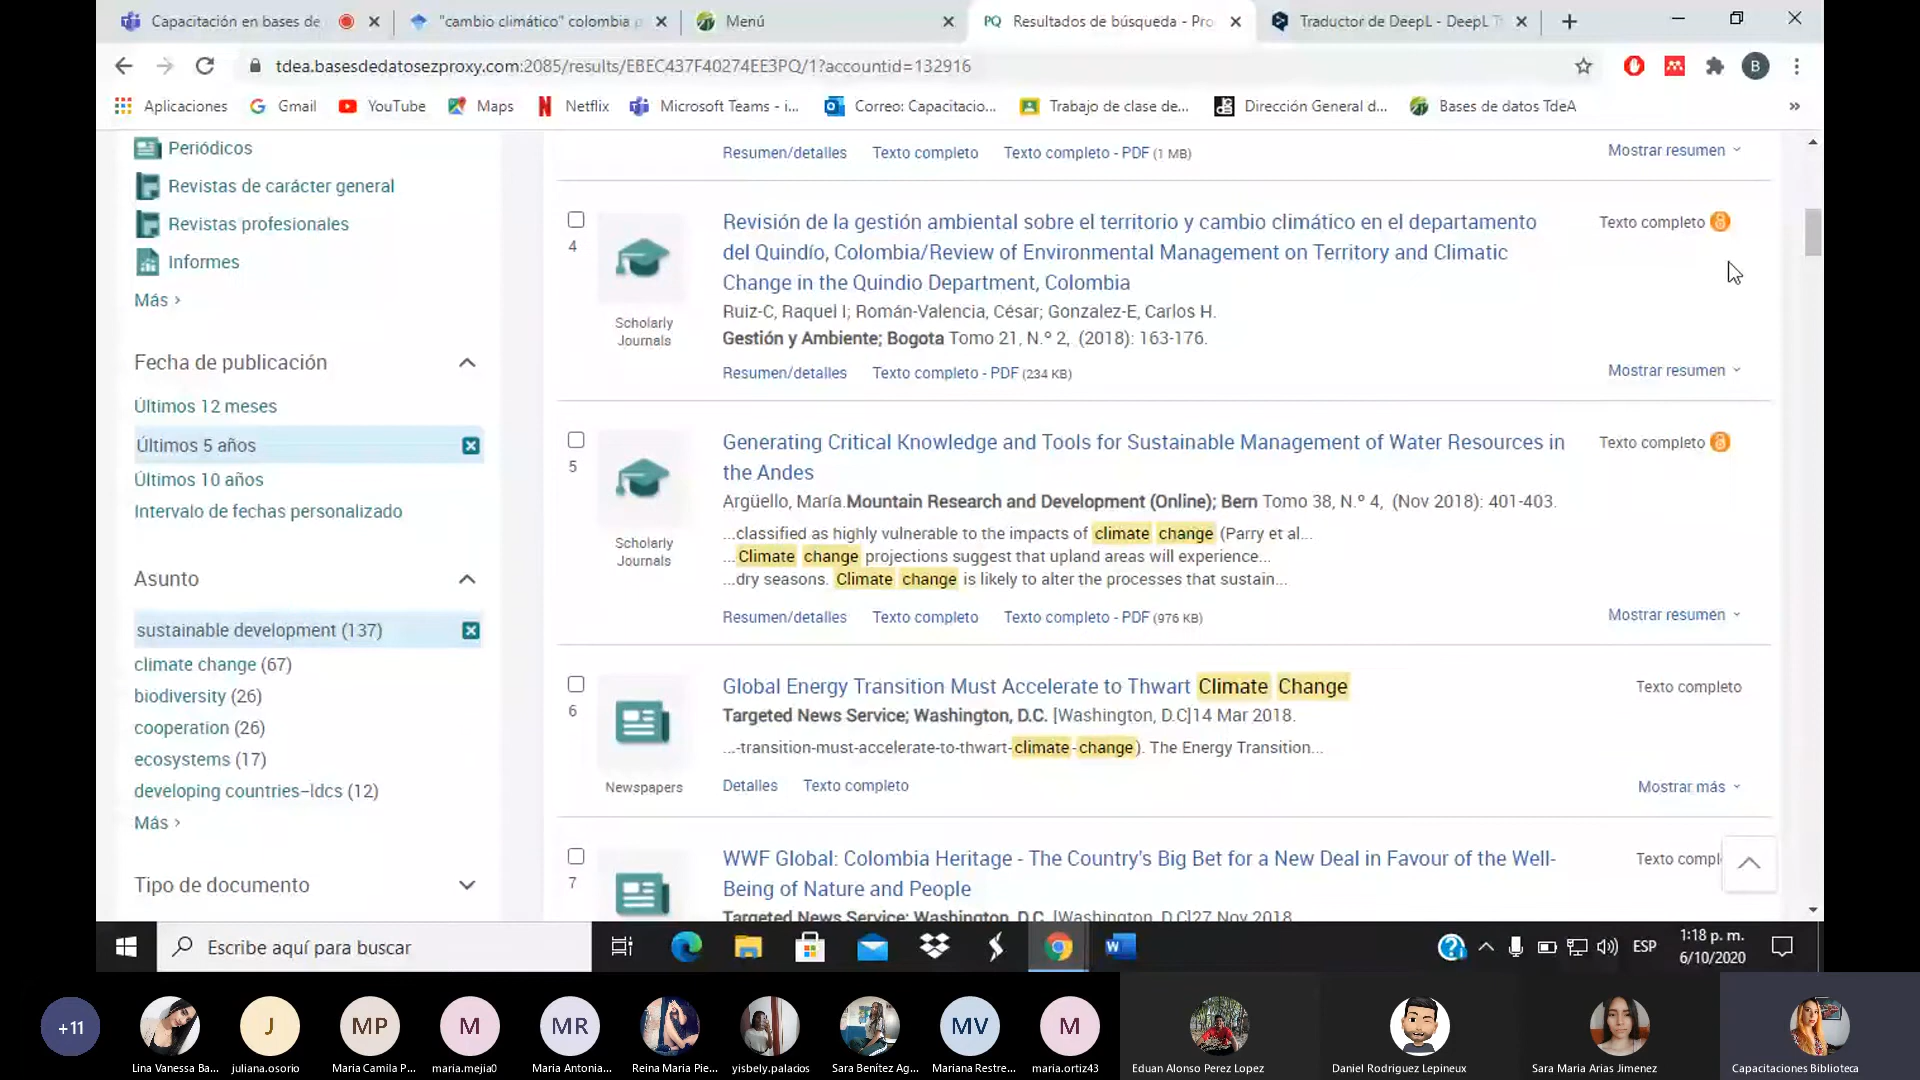 Capacitación en bases de
"cambio climático" colombia
Menú
PQ Resultados de búsqueda - Pro
Traductor de DeepL - DeepL T
tdea.basesdedatosezproxy.com:2085/results/EBEC437F40274EE3PQ/1?accountid=132916
B
Aplicaciones
Gmail
YouTube
Maps
Netflix
Microsoft Teams - i...
Correo: Capacitacio...
Trabajo de clase de...
Dirección General d...
Bases de datos TdeA
»
Periódicos
Revistas de carácter general
Revistas profesionales
Informes
Más >
Fecha de publicación
Últimos 12 meses
Últimos 5 años
Últimos 10 años
Intervalo de fechas personalizado
Asunto
sustainable development (137)
climate change (67)
biodiversity (26)
cooperation (26)
ecosystems (17)
developing countries--ldcs (12)
Más >
Tipo de documento
Resumen/detalles Texto completo Texto completo - PDF (1 MB)
Mostrar resumen
4
Scholarly
Journals
Revisión de la gestión ambiental sobre el territorio y cambio climático en el departamento
del Quindío, Colombia/Review of Environmental Management on Territory and Climatic
Change in the Quindio Department, Colombia
Texto completo
Ruiz-C, Raquel I; Román-Valencia, César; Gonzalez-E, Carlos H.
Gestión y Ambiente; Bogota Tomo 21, N.º 2, (2018): 163-176.
Resumen/detalles Texto completo - PDF (234 KB)
Mostrar resumen
5
Scholarly
Journals
Generating Critical Knowledge and Tools for Sustainable Management of Water Resources in
the Andes
Texto completo
Argüello, María.Mountain Research and Development (Online); Bern Tomo 38, N.º 4, (Nov 2018): 401-403.
...classified as highly vulnerable to the impacts of climate change (Parry et al...
...Climate change projections suggest that upland areas will experience...
...dry seasons. Climate change is likely to alter the processes that sustain...
Resumen/detalles Texto completo Texto completo - PDF (976 KB)
Mostrar resumen
6
Newspapers
Global Energy Transition Must Accelerate to Thwart Climate Change
Texto completo
Targeted News Service; Washington, D.C. [Washington, D.C]14 Mar 2018.
...-transition-must-accelerate-to-thwart-climate-change). The Energy Transition...
Detalles Texto completo
Mostrar más
7
WWF Global: Colombia Heritage - The Country's Big Bet for a New Deal in Favour of the Well-
Being of Nature and People
Texto compl
Targeted News Service; Washington, D.C. [Washington, D.C]27 Nov 2018.
Escribe aquí para buscar
ESP
1:18 p. m.
6/10/2020
+11
J
MP
M
MR
MV
M
Lina Vanessa Ba...
juliana.osorio
Maria Camila P...
maria.mejia0
Maria Antonia...
Reina Maria Pie...
yisbely.palacios
Sara Benítez Ag...
Mariana Restre...
maria.ortiz43
Eduan Alonso Perez Lopez
Daniel Rodriguez Lepineux
Sara Maria Arias Jimenez
Capacitaciones Biblioteca